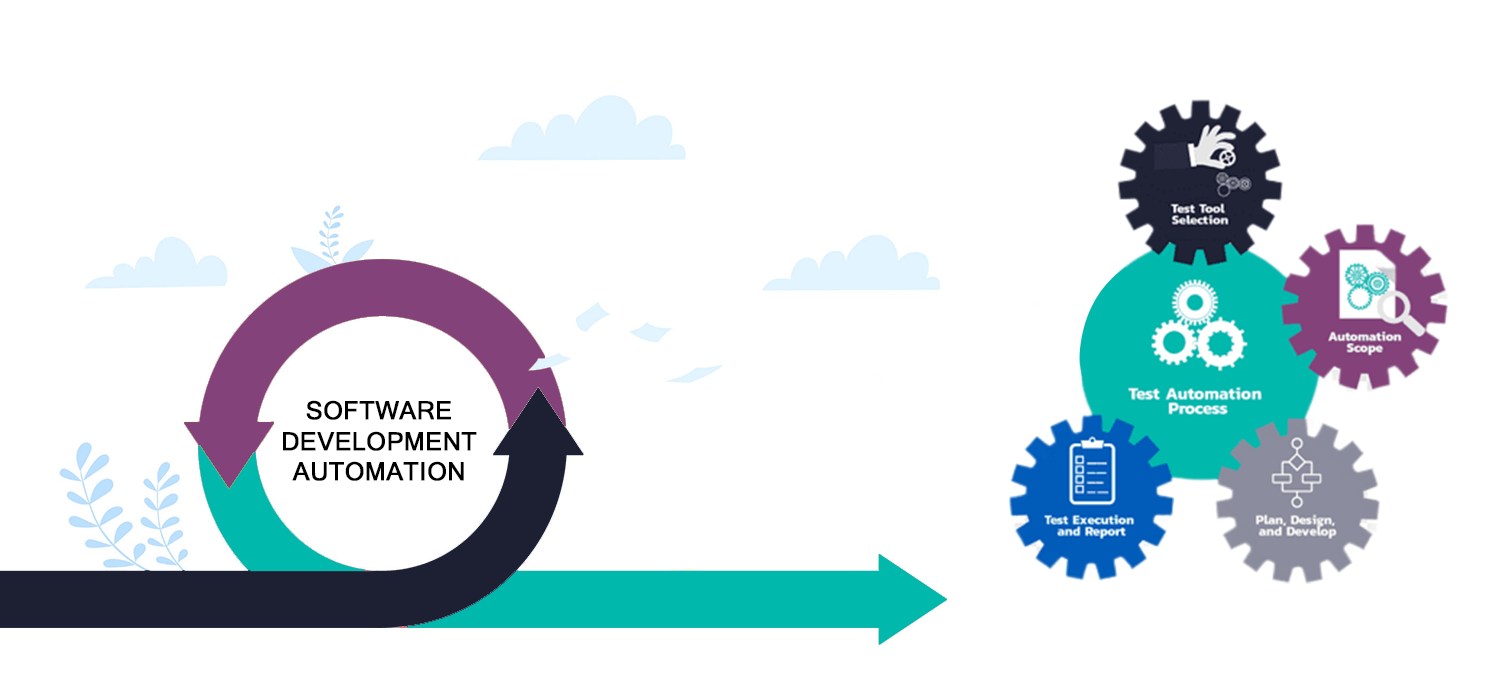 SOFTWARE
DEVELOPMENT
AUTOMATION
Test Tool
Selection
Automation
Scope
Test Automation
Process
Test Execution
and Report
Plan, Design,
and Develop